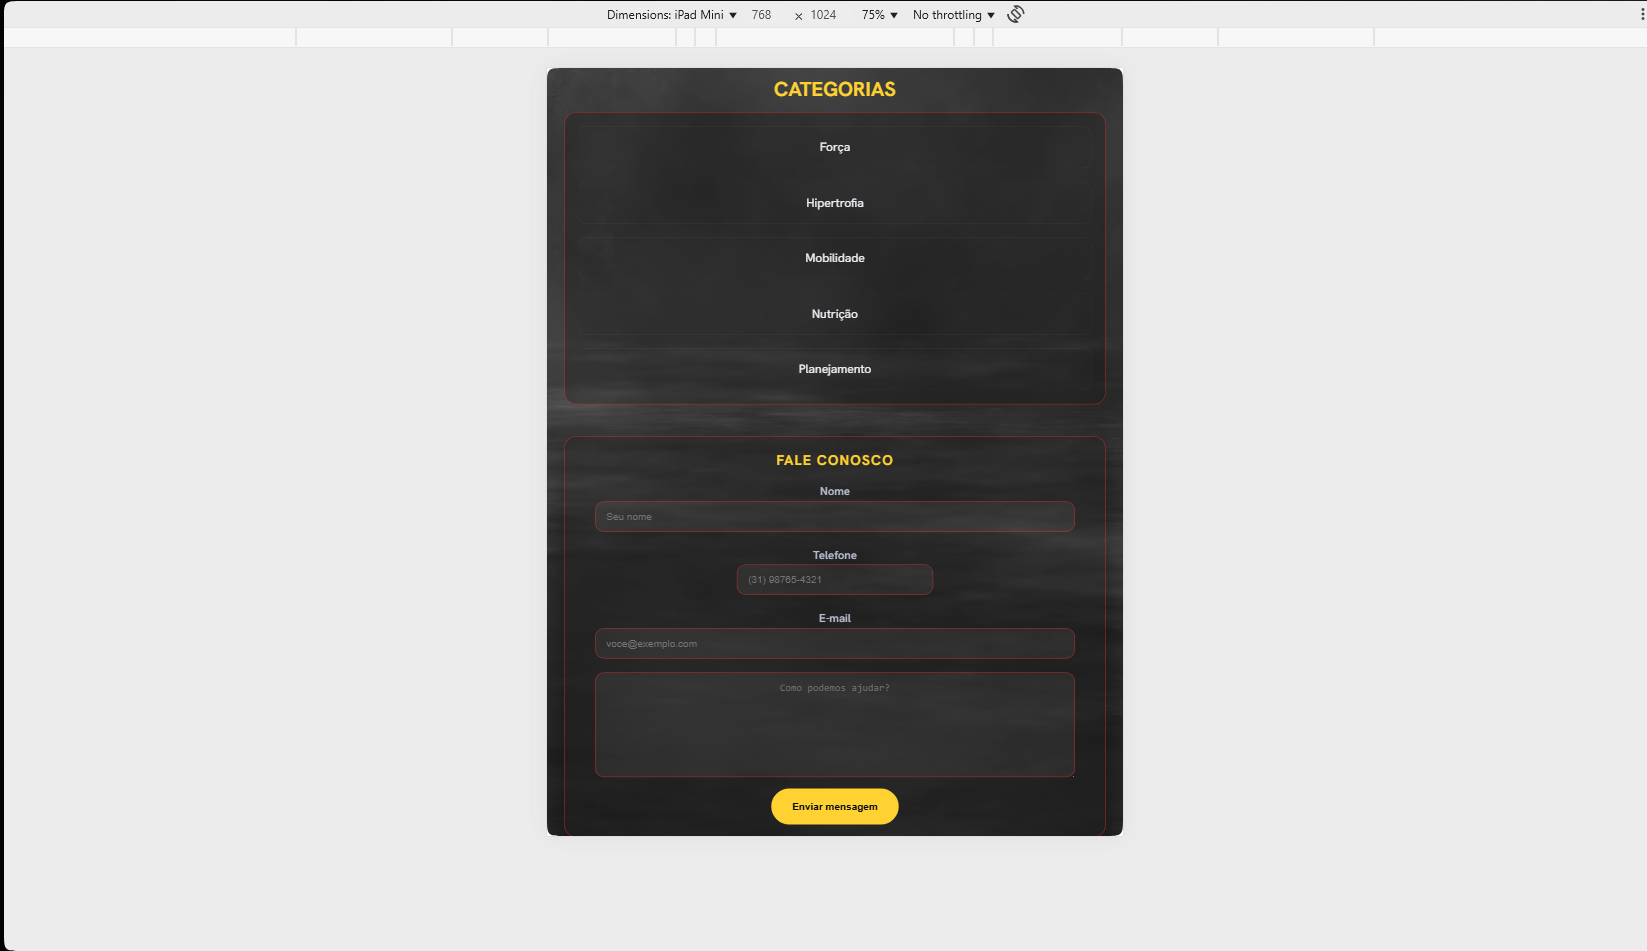 Dimensions: iPad Mini ▼ 768 × 1024 75% ▼ No throttling ▼
CATEGORIAS
Força
Hipertrofia
Mobilidade
Nutrição
Planejamento
FALE CONOSCO
Nome
Seu nome
Telefone
(31) 98765-4321
E-mail
voce@exemplo.com
Como podemos ajudar?
Enviar mensagem